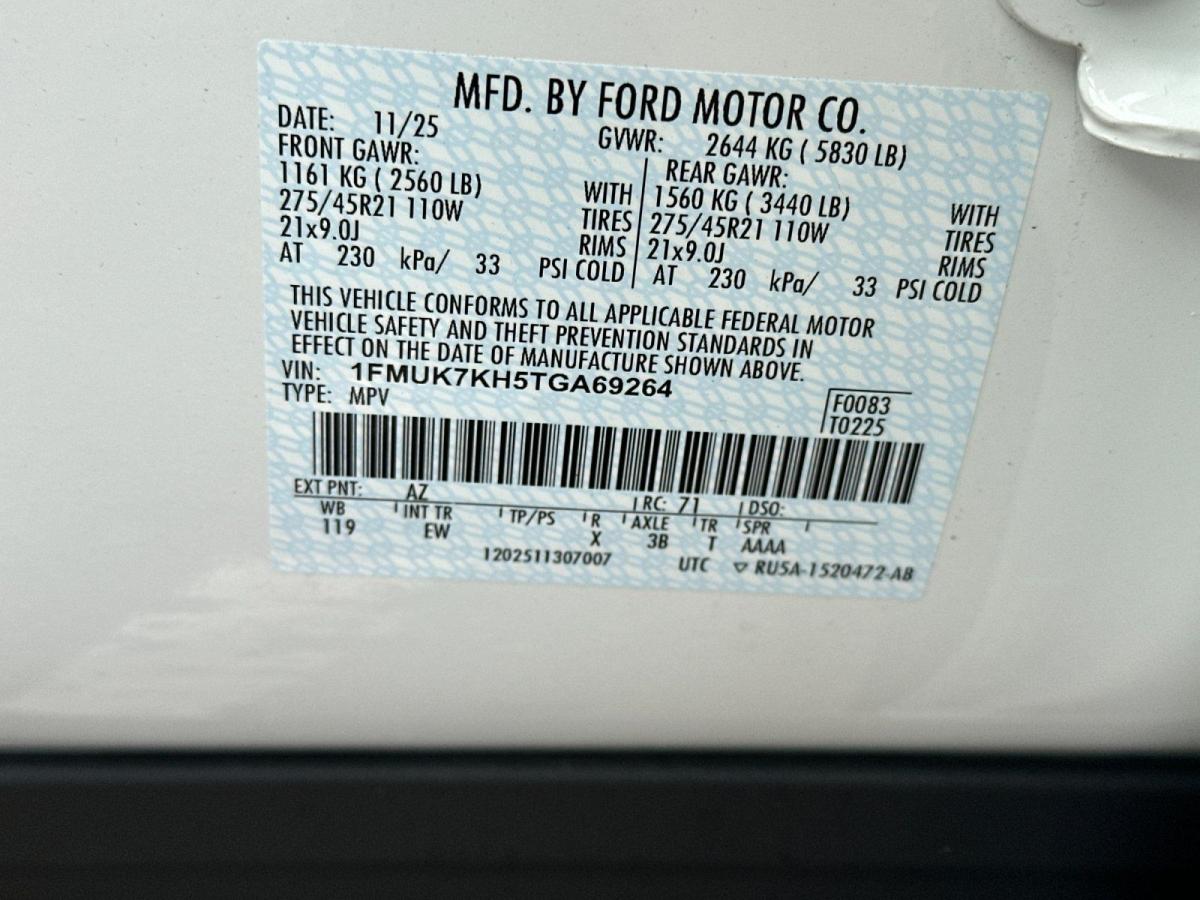 MFD. BY FORD MOTOR CO.
DATE: 11/25 GVWR: 2644 KG ( 5830 LB)
FRONT GAWR: REAR GAWR:
1161 KG ( 2560 LB) WITH 1560 KG ( 3440 LB) WITH
275/45R21 110W TIRES 275/45R21 110W TIRES
21x9.0J RIMS 21x9.0J RIMS
AT 230 kPa/ 33 PSI COLD AT 230 kPa/ 33 PSI COLD
THIS VEHICLE CONFORMS TO ALL APPLICABLE FEDERAL MOTOR
VEHICLE SAFETY AND THEFT PREVENTION STANDARDS IN
EFFECT ON THE DATE OF MANUFACTURE SHOWN ABOVE.
VIN: 1FMUK7KH5TGA69264
TYPE: MPV F0083
T0225
EXT PNT: AZ RC: 71 DSO:
WB INT TR TP/PS R AXLE TR SPR
119 EW X 3B T AAAA
1202511307007 UTC ▽ RU5A-1520472-AB